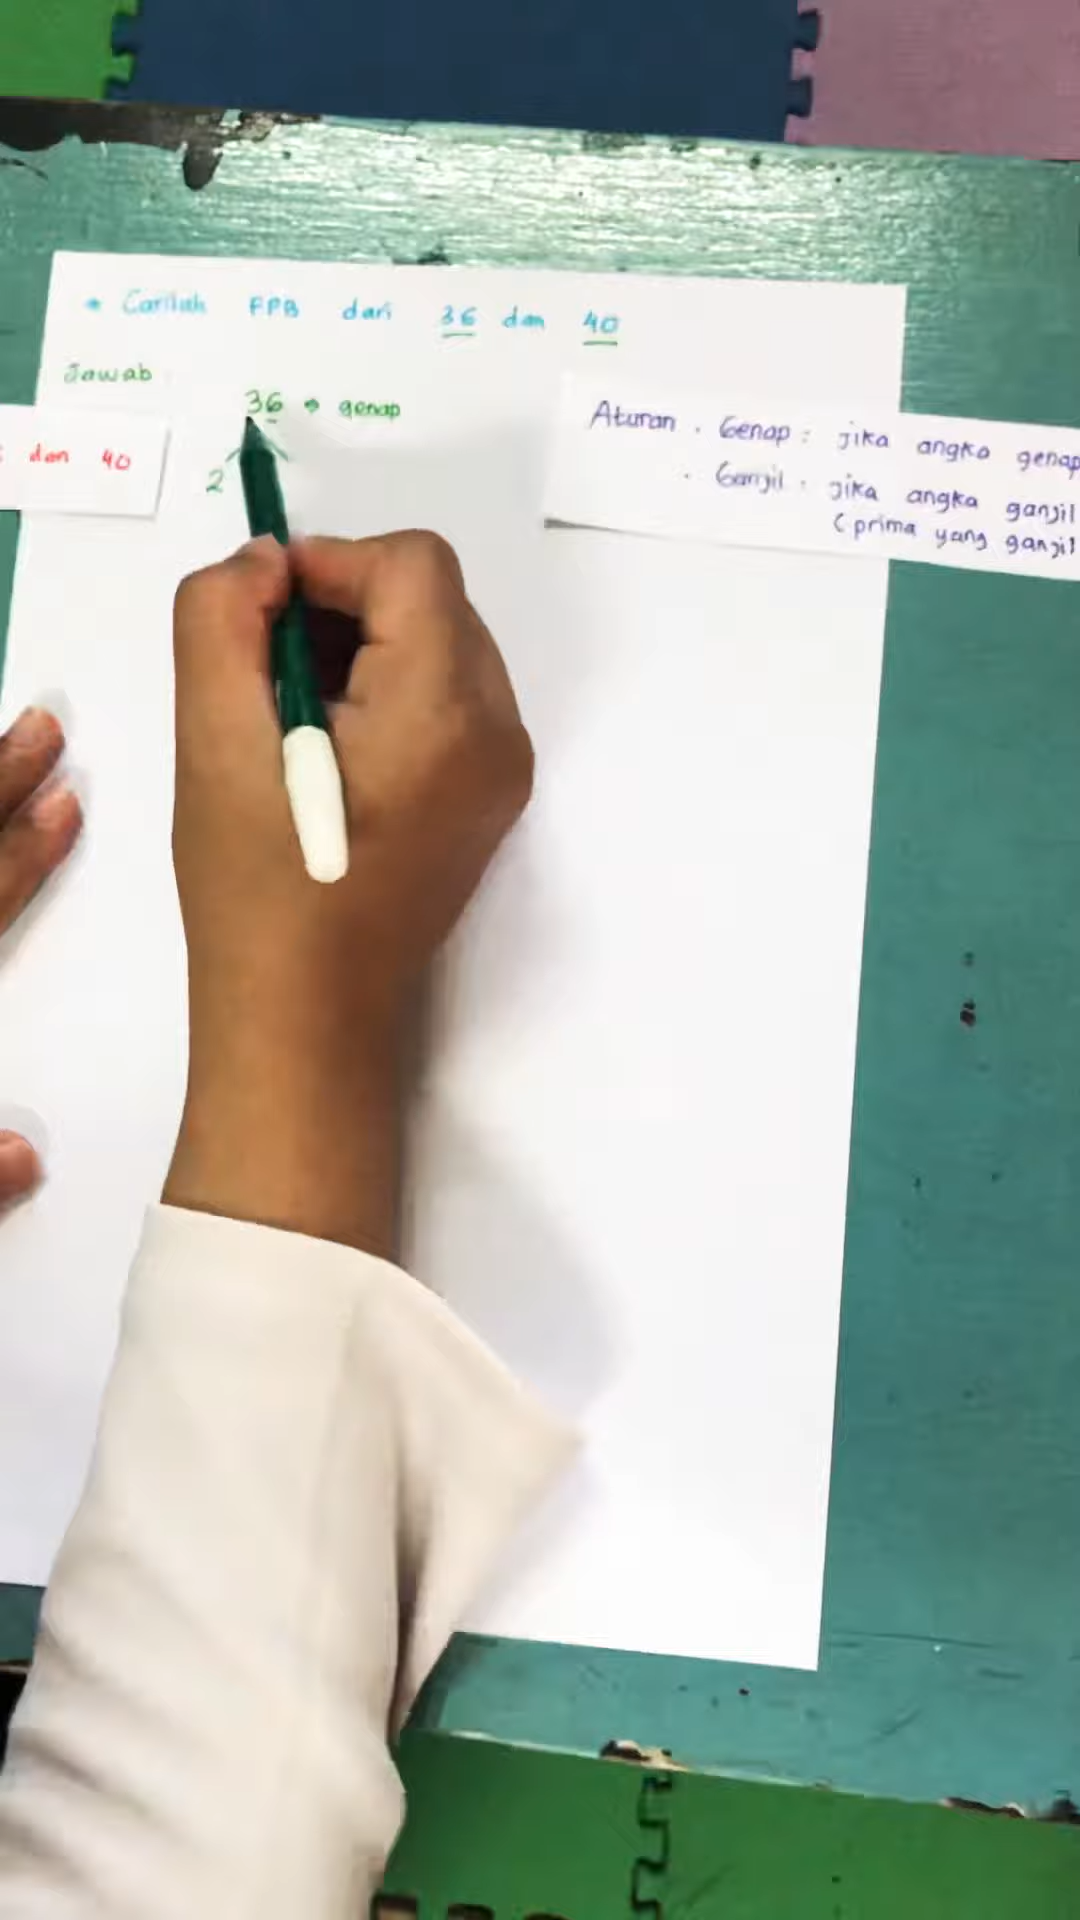 * Carilah FPB dari 36 dan 40
Jawab :
36 → genap
2
dan 40
Aturan . Genap : jika angka genap
. Ganjil : jika angka ganjil
( prima yang ganjil